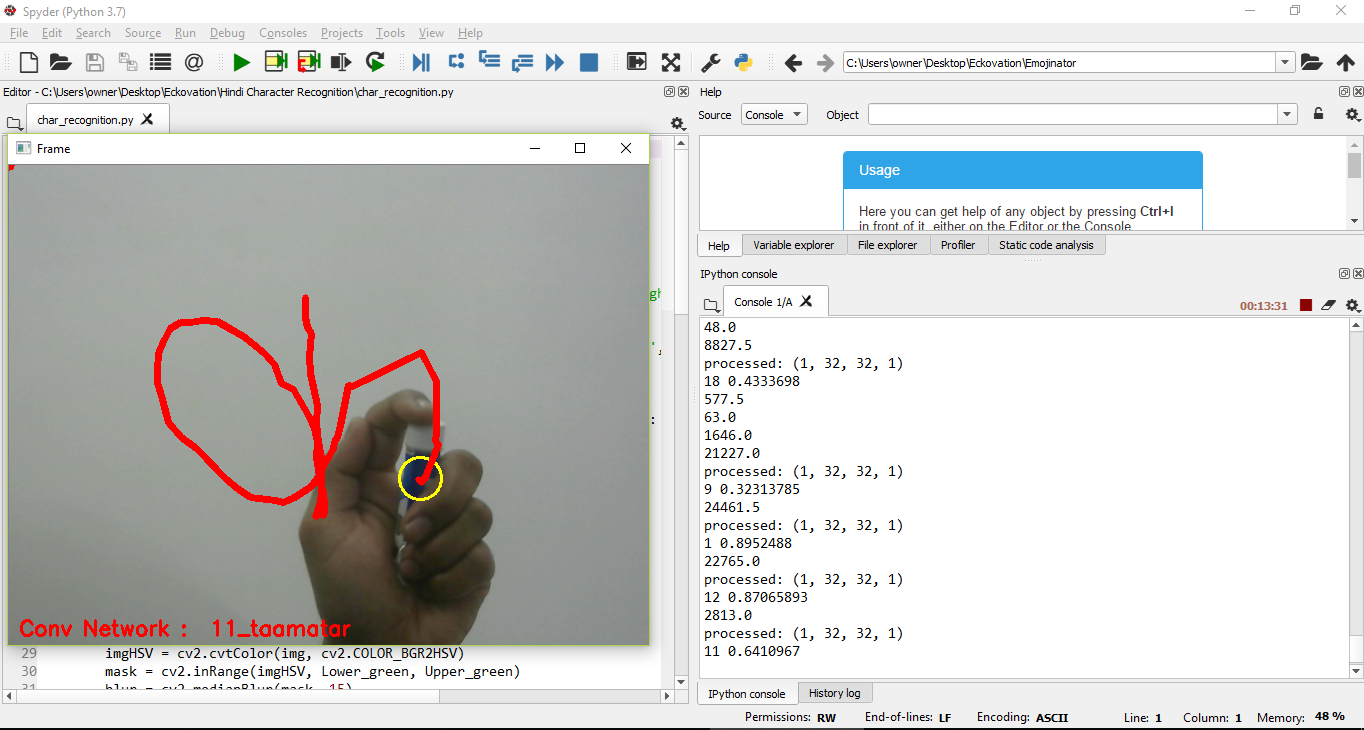 Spyder (Python 3.7)
File Edit Search Source Run Debug Consoles Projects Tools View Help
C:\Users\owner\Desktop\Eckovation\Emojinator
Editor - C:\Users\owner\Desktop\Eckovation\Hindi Character Recognition\char_recognition.py
char_recognition.py
Frame
Conv Network : 11_taamatar
29 imgHSV = cv2.cvtColor(img, cv2.COLOR_BGR2HSV)
30 mask = cv2.inRange(imgHSV, Lower_green, Upper_green)
31 blur = cv2.medianBlur(mask, 15)
Help
Source Console Object
Usage
Here you can get help of any object by pressing Ctrl+I
in front of it, either on the Editor or the Console
Help Variable explorer File explorer Profiler Static code analysis
IPython console
Console 1/A
00:13:31
48.0
8827.5
processed: (1, 32, 32, 1)
18 0.4333698
577.5
63.0
1646.0
21227.0
processed: (1, 32, 32, 1)
9 0.32313785
24461.5
processed: (1, 32, 32, 1)
1 0.8952488
22765.0
processed: (1, 32, 32, 1)
12 0.87065893
2813.0
processed: (1, 32, 32, 1)
11 0.6410967
IPython console History log
Permissions: RW End-of-lines: LF Encoding: ASCII Line: 1 Column: 1 Memory: 48 %